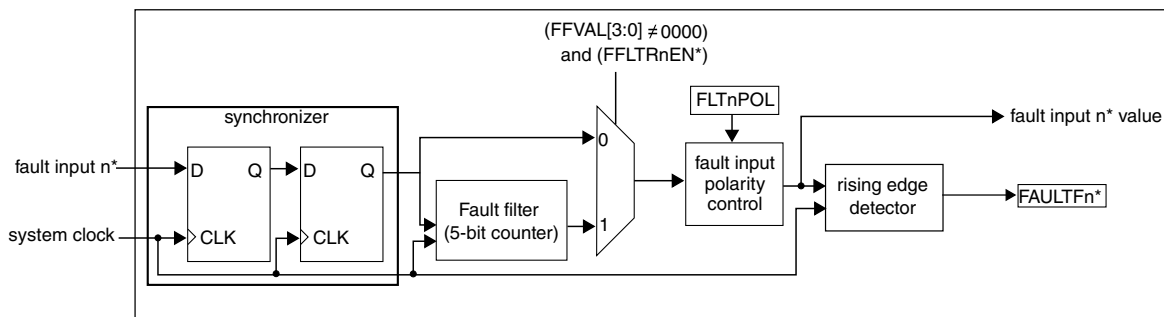 (FFVAL[3:0] ≠ 0000)
and (FFLTRnEN*)
FLTnPOL
synchronizer
fault input n* value
0
fault input n*
D
Q
D
Q
fault input
polarity
control
rising edge
detector
FAULTFn*
Fault filter
(5-bit counter)
1
system clock
CLK
CLK